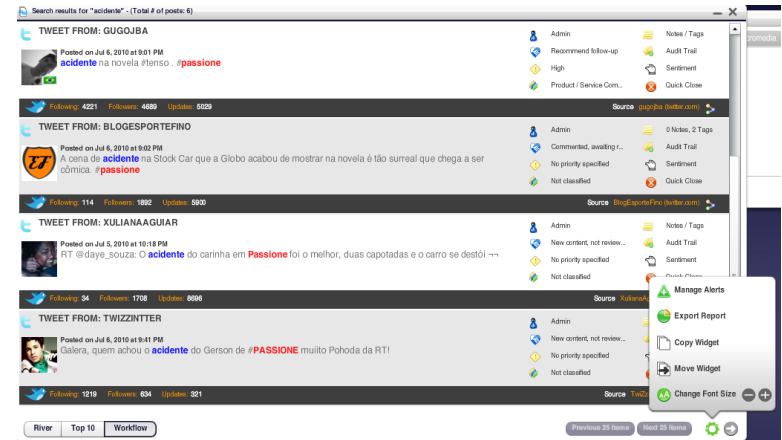 Search results for "acidente" - (Total # of posts: 6)
TWEET FROM: GUGOJBA
Posted on Jul 6, 2010 at 9:01 PM
acidente na novela #tenso . #passione
Admin
Recommend follow-up
High
Product / Service Com...
Notes / Tags
Audit Trail
Sentiment
Quick Close
Following: 4221 Followers: 4689 Updates: 5029
Source gugojba (twitter.com)
TWEET FROM: BLOGESPORTEFINO
Posted on Jul 6, 2010 at 9:02 PM
A cena de acidente na Stock Car que a Globo acabou de mostrar na novela é tão surreal que chega a ser
cômica. #passione
EF
Admin
Commented, awaiting r...
No priority specified
Not classified
0 Notes, 2 Tags
Audit Trail
Sentiment
Quick Close
Following: 114 Followers: 1892 Updates: 5900
Source BlogEsporteFino (twitter.com)
TWEET FROM: XULIANAAGUIAR
Posted on Jul 5, 2010 at 10:18 PM
RT @daye_souza: O acidente do carinha em Passione foi o melhor, duas capotadas e o carro se destói ¬¬
Admin
New content, not review...
No priority specified
Not classified
Notes / Tags
Audit Trail
Sentiment
Following: 34 Followers: 1708 Updates: 8696
Source
TWEET FROM: TWIZZINTTER
Posted on Jul 5, 2010 at 9:41 PM
Galera, quem achou o acidente do Gerson de #PASSIONE muiito Pohoda da RT!
Admin
New content, not review...
No priority specified
Not classified
Following: 1219 Followers: 634 Updates: 321
Source
Manage Alerts
Export Report
Copy Widget
Move Widget
AA Change Font Size
River Top 10 Workflow
Previous 25 Items Next 25 Items